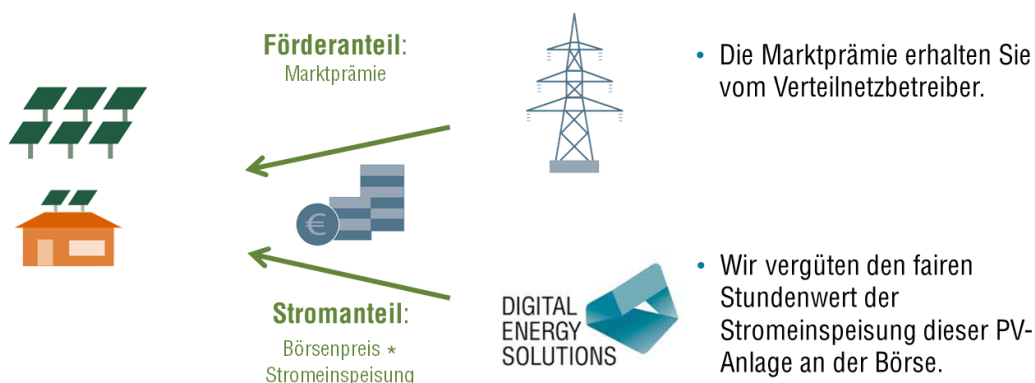 Förderanteil:
Marktprämie
• Die Marktprämie erhalten Sie
vom Verteilnetzbetreiber.
€
Stromanteil:
Börsenpreis *
Stromeinspeisung
DIGITAL
ENERGY
SOLUTIONS
• Wir vergüten den fairen
Stundenwert der
Stromeinspeisung dieser PV-
Anlage an der Börse.